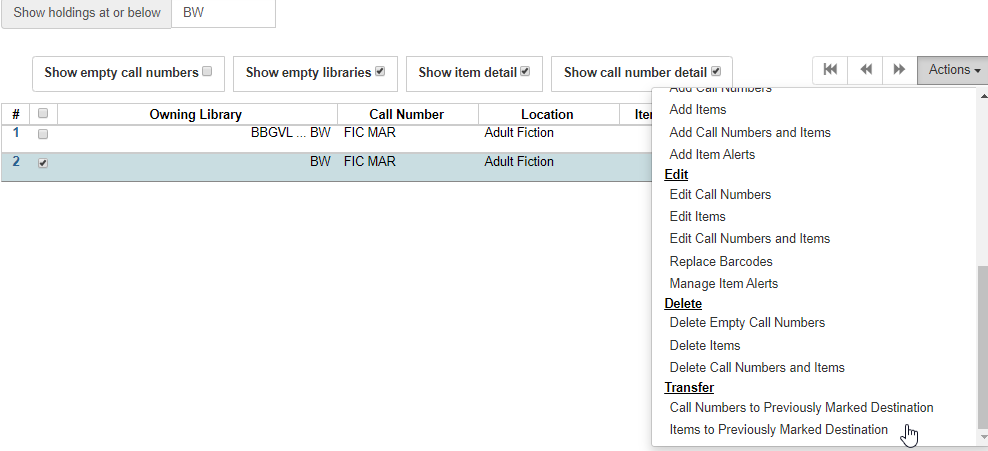 Show holdings at or below BW
Show empty call numbers Show empty libraries Show item detail Show call number detail Actions
# Owning Library Call Number Location Iter
1 BBGVL ... BW FIC MAR Adult Fiction
2 BW FIC MAR Adult Fiction
Add Call Numbers
Add Items
Add Call Numbers and Items
Add Item Alerts
Edit
Edit Call Numbers
Edit Items
Edit Call Numbers and Items
Replace Barcodes
Manage Item Alerts
Delete
Delete Empty Call Numbers
Delete Items
Delete Call Numbers and Items
Transfer
Call Numbers to Previously Marked Destination
Items to Previously Marked Destination